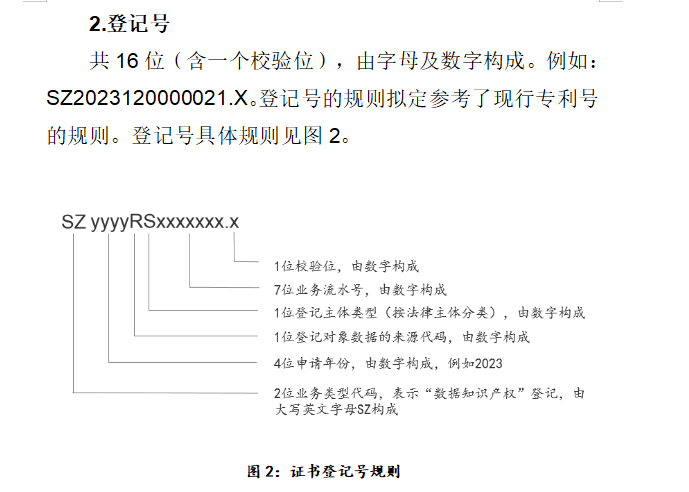 2.登记号
共 16 位（含一个校验位），由字母及数字构成。例如：
SZ2023120000021.X。登记号的规则拟定参考了现行专利号
的规则。登记号具体规则见图 2。
SZ yyyyRSxxxxxxx.x
1位校验位，由数字构成
7位业务流水号，由数字构成
1位登记主体类型（按法律主体分类），由数字构成
1位登记对象数据的来源代码，由数字构成
4位申请年份，由数字构成，例如2023
2位业务类型代码，表示“数据知识产权”登记，由
大写英文字母SZ构成
图 2：证书登记号规则